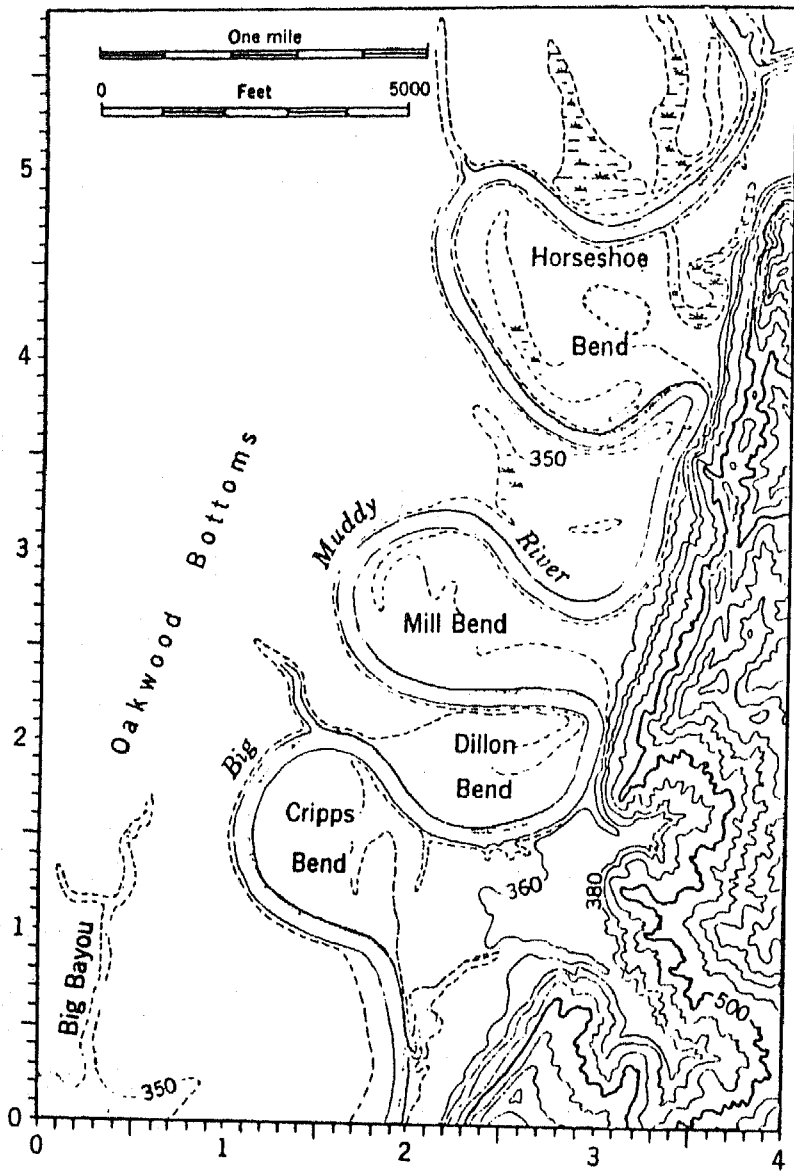 One mile
0 Feet 5000
5
Horseshoe
Bend
4
350
Oakwood Bottoms
Muddy
River
3
Mill Bend
Big
2
Dillon
Bend
Cripps
Bend
360
380
1
Big Bayou
500
350
0
0 1 2 3 4